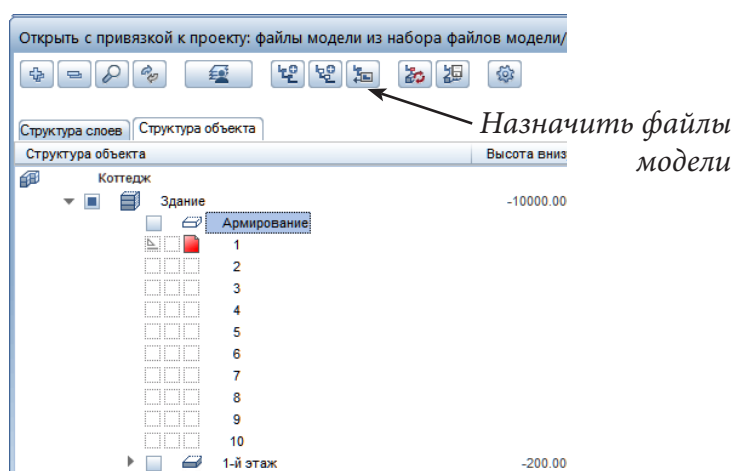 Открыть с привязкой к проекту: файлы модели из набора файлов модели/
Назначить файлы
модели
Структура слоев Структура объекта
Структура объекта Высота вниз
Коттедж
Здание -10000.00
Армирование
1
2
3
4
5
6
7
8
9
10
1-й этаж -200.00